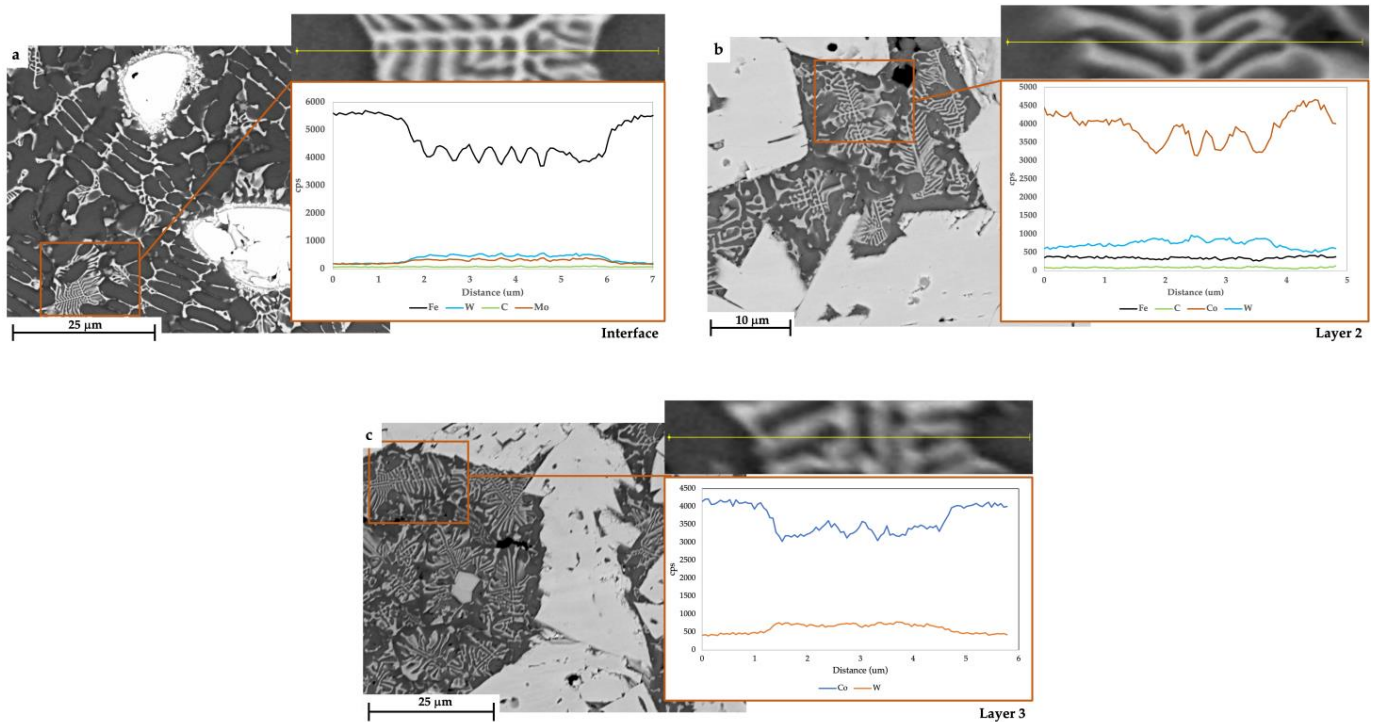 a
6000
5000
4000
3000
2000
1000
0
cps
0 1 2 3 4 5 6 7
Distance (um)
Fe W C Mo
25 µm
Interface
b
5000
4500
4000
3500
3000
2500
2000
1500
1000
500
0
cps
0 1 2 3 4 5
Distance (um)
Fe C Co W
10 µm
Layer 2
c
4500
4000
3500
3000
2500
2000
1500
1000
500
0
cps
0 1 2 3 4 5 6
Distance (um)
Co W
25 µm
Layer 3